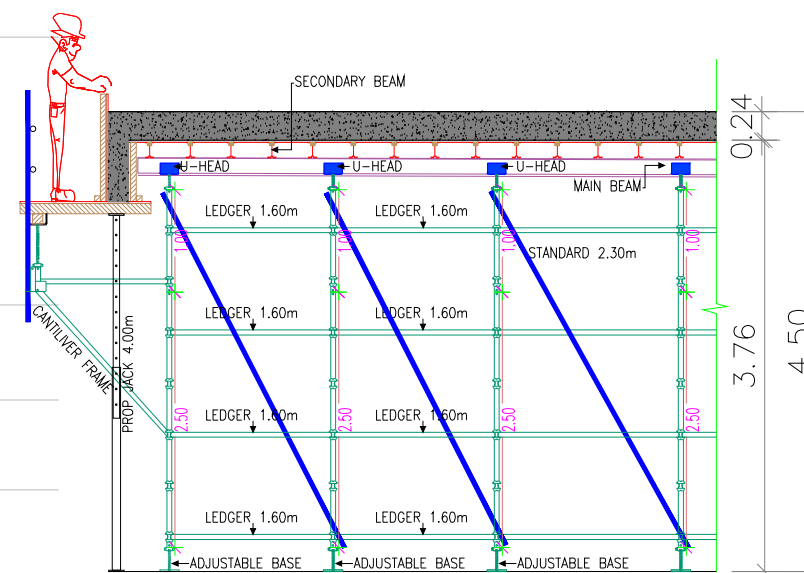 SECONDARY BEAM
0.24
U-HEAD
U-HEAD
U-HEAD
MAIN BEAM
LEDGER 1.60m
LEDGER 1.60m
1.00
1.00
1.00
1.00
STANDARD 2.30m
LEDGER 1.60m
LEDGER 1.60m
CANTILIVER FRAME
PROP JACK 4.00m
3.76
4.50
LEDGER 1.60m
LEDGER 1.60m
2.50
2.50
2.50
2.50
LEDGER 1.60m
LEDGER 1.60m
ADJUSTABLE BASE
ADJUSTABLE BASE
ADJUSTABLE BASE